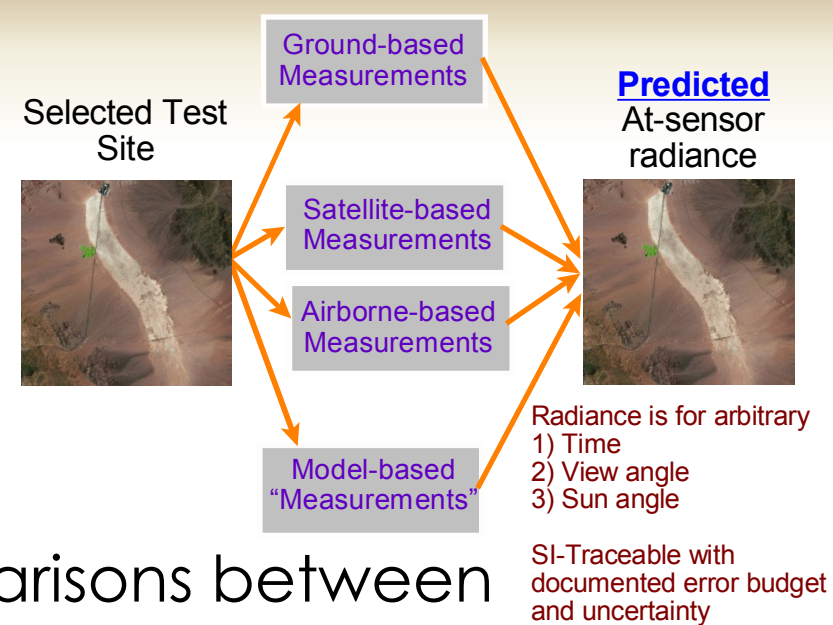 Ground-based
Measurements
Selected Test
Site
Predicted
At-sensor
radiance
Satellite-based
Measurements
Airborne-based
Measurements
Model-based
“Measurements”
Radiance is for arbitrary
1) Time
2) View angle
3) Sun angle
SI-Traceable with
documented error budget
and uncertainty
arisons between